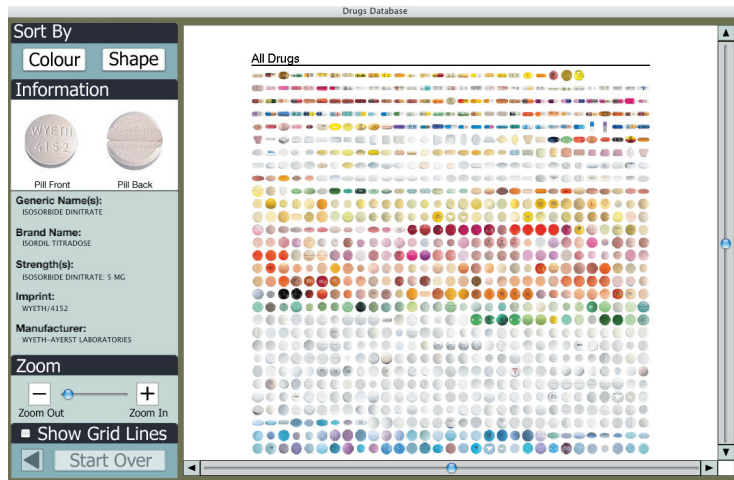 Drugs Database
Sort By
Colour
Shape
Information
WYETH
4152
Pill Front
Pill Back
Generic Name(s):
ISOSORBIDE DINITRATE
Brand Name:
ISORDIL TITRADOSE
Strength(s):
ISOSORBIDE DINITRATE: 5 MG
Imprint:
WYETH/4152
Manufacturer:
WYETH-AYERST LABORATORIES
Zoom
Zoom Out
Zoom In
Show Grid Lines
Start Over
All Drugs